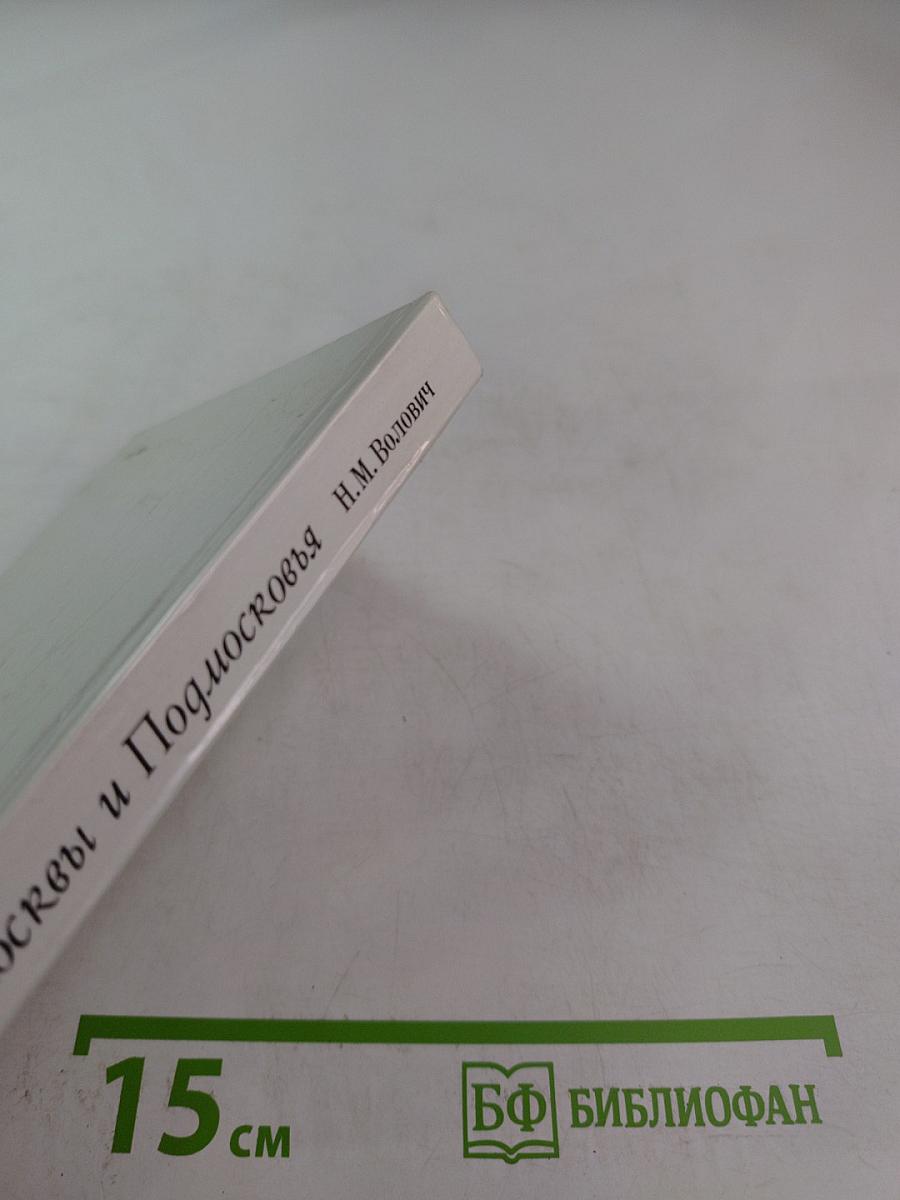 осквы и Подмосковья Н.М. Волович
15 см
БФ БИБЛИОФАН